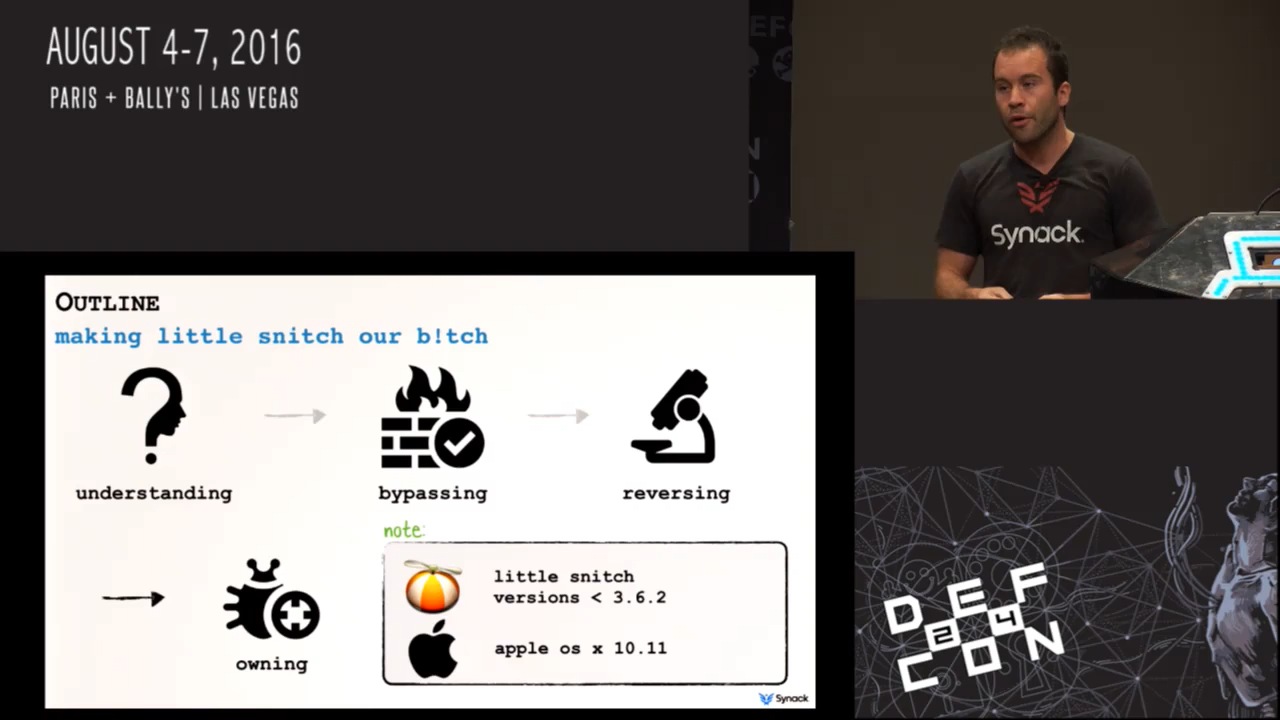 AUGUST 4-7, 2016
PARIS + BALLY'S | LAS VEGAS
Synack.
OUTLINE
making little snitch our b!tch
understanding
bypassing
reversing
note:
little snitch
versions < 3.6.2
apple os x 10.11
owning
Synack
DEF
24
CON